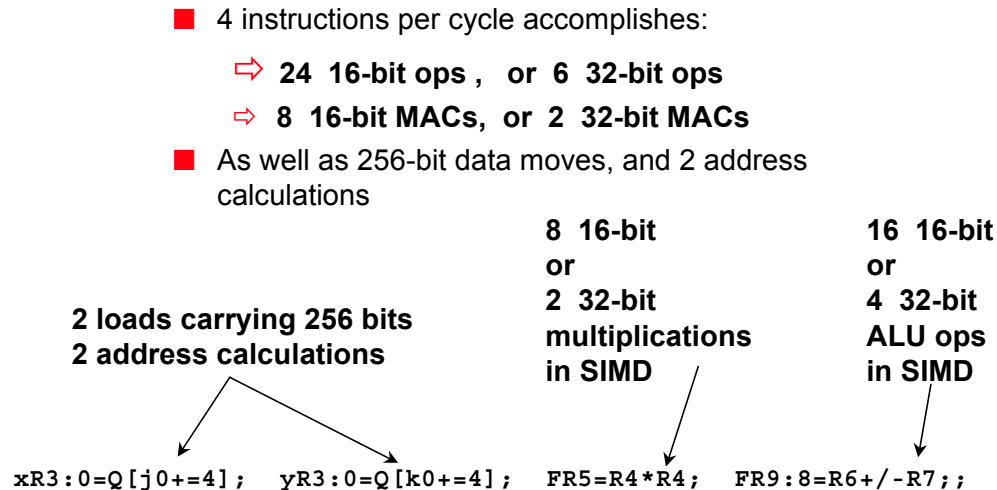 4 instructions per cycle accomplishes:
24 16-bit ops , or 6 32-bit ops
8 16-bit MACs, or 2 32-bit MACs
As well as 256-bit data moves, and 2 address
calculations
2 loads carrying 256 bits
2 address calculations
8 16-bit
or
2 32-bit
multiplications
in SIMD
16 16-bit
or
4 32-bit
ALU ops
in SIMD
xR3:0=Q[j0+=4]; yR3:0=Q[k0+=4]; FR5=R4*R4; FR9:8=R6+/-R7;;